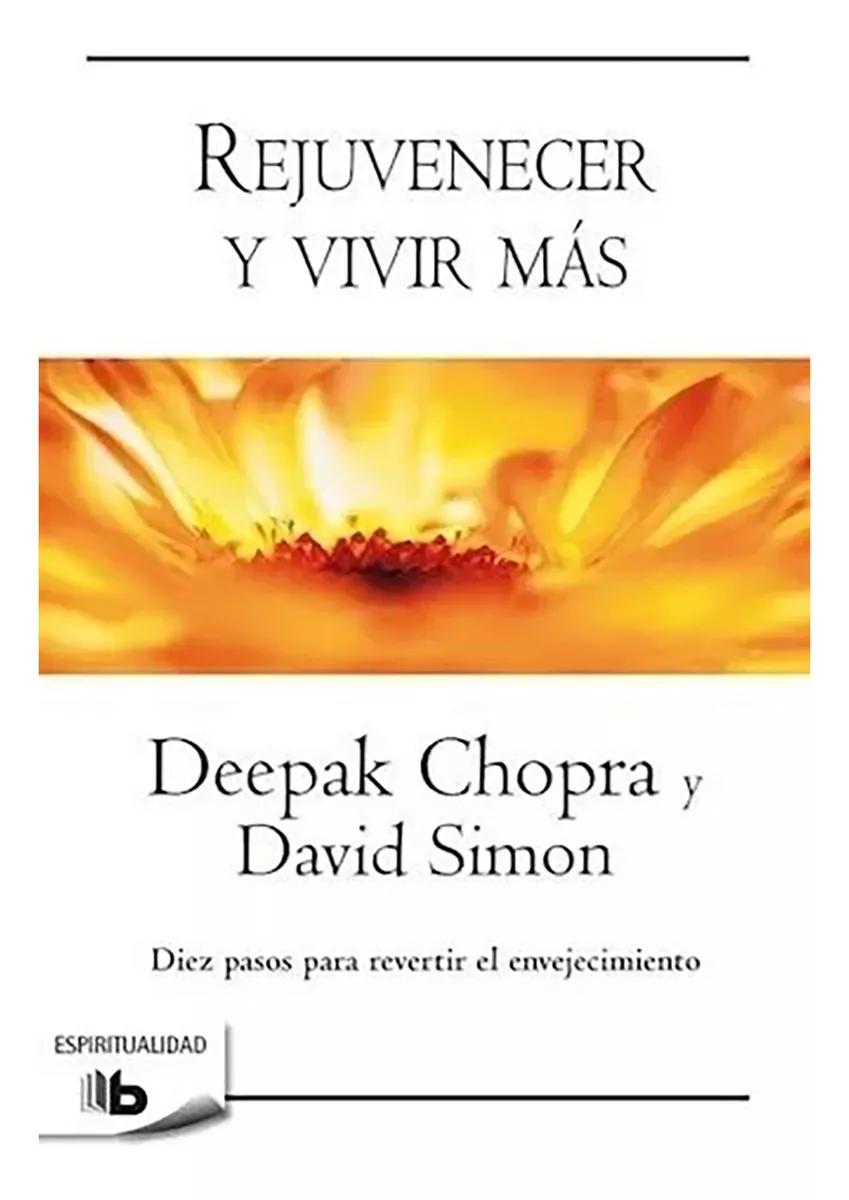 REJUVENECER
Y VIVIR MÁS
Deepak Chopra y
David Simon
Diez pasos para revertir el envejecimiento
ESPIRITUALIDAD
b